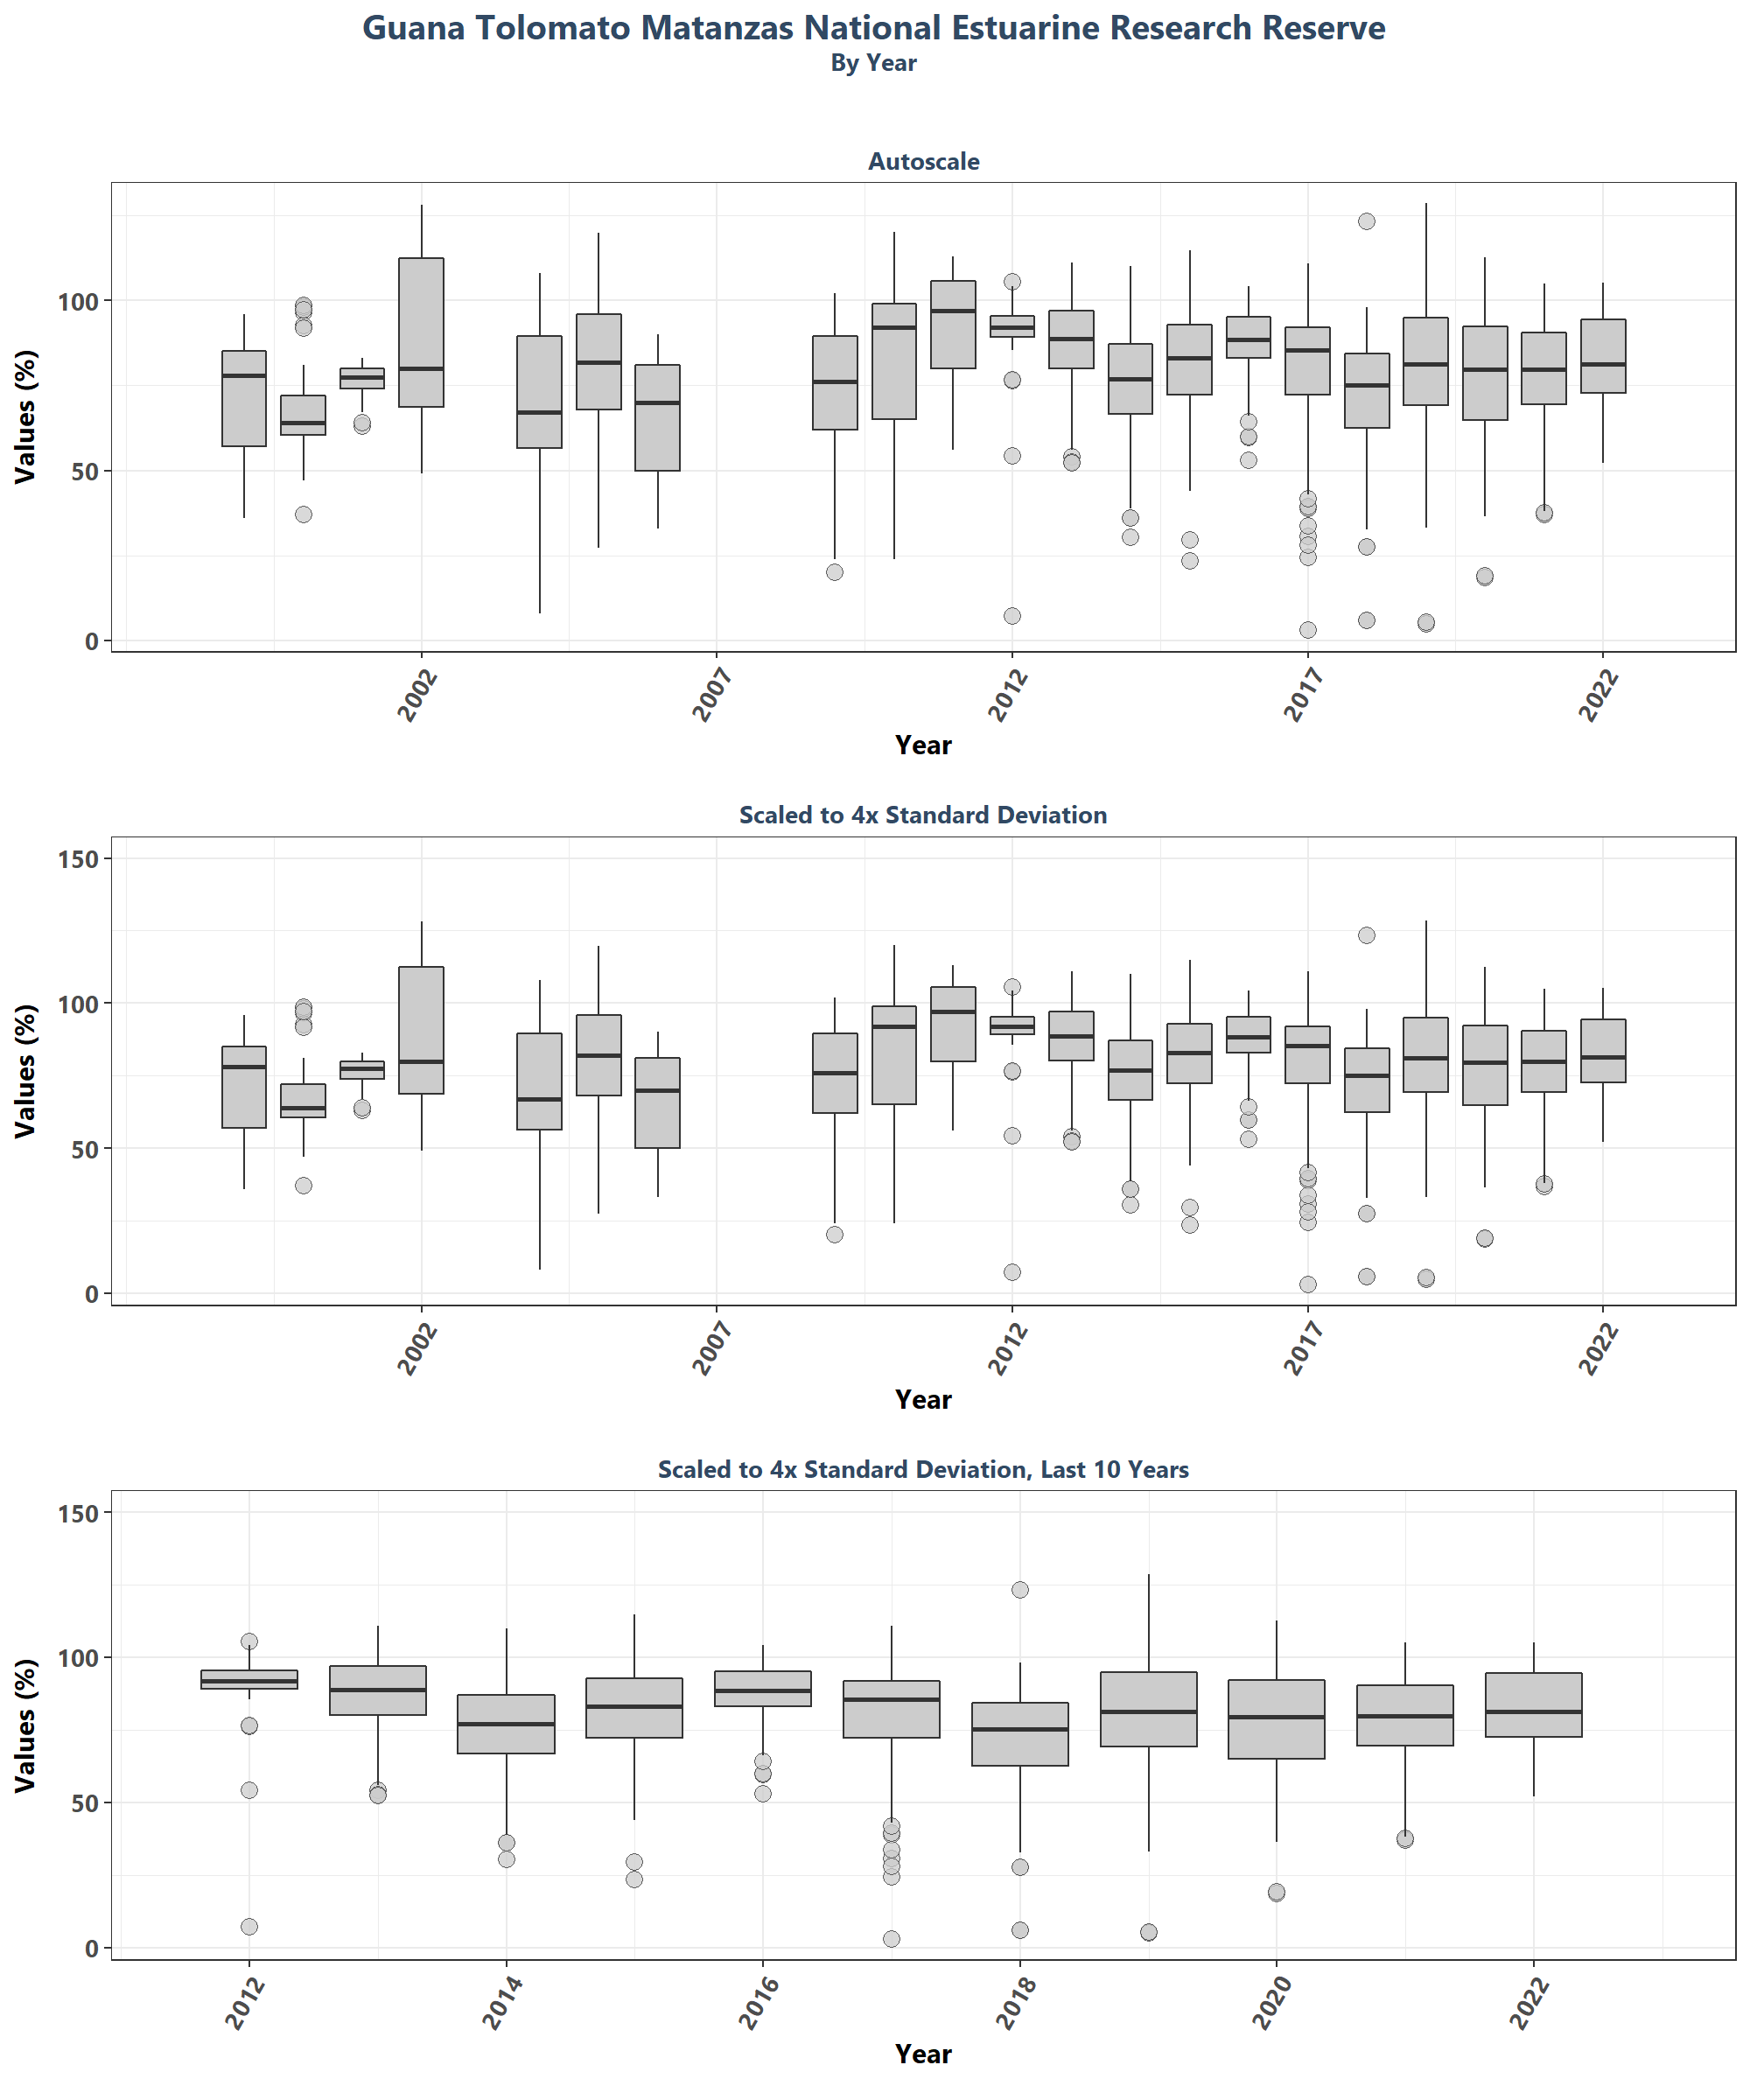 Guana Tolomato Matanzas National Estuarine Research Reserve
By Year
Autoscale
Values (%)
100
50
0
2002
2007
2012
2017
2022
Year
Scaled to 4x Standard Deviation
Values (%)
150
100
50
0
2002
2007
2012
2017
2022
Year
Scaled to 4x Standard Deviation, Last 10 Years
Values (%)
150
100
50
0
2012
2014
2016
2018
2020
2022
Year